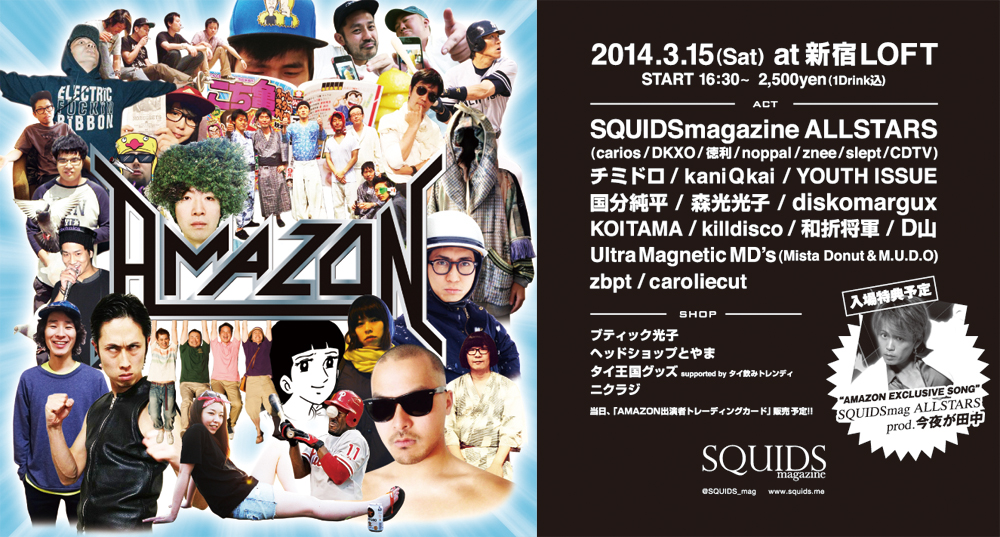 ELECTRIC
FUCKIN'
RIBBON
こち亀
AMAZON
11
2014.3.15(Sat) at 新宿LOFT
START 16:30~ 2,500yen(1Drink込)
ACT
SQUIDSmagazine ALLSTARS
(carios/DKXO/徳利/noppal/znee/slept/CDTV)
チミドロ / kaniQkai / YOUTH ISSUE
国分純平 / 森光光子 / diskomargux
KOITAMA / killdisco / 和折将軍 / D山
Ultra Magnetic MD's(Mista Donut & M.U.D.O)
zbpt / caroliecut
SHOP
ブティック光子
ヘッドショップとやま
タイ王国グッズ supported by タイ飲みトレンディ
ニクラジ
当日、「AMAZON出演者トレーディングカード」販売予定!!
入場特典予定
"AMAZON EXCLUSIVE SONG"
SQUIDSmag ALLSTARS
prod.今夜が田中
SQUIDS
magazine
@SQUIDS_mag www.squids.me